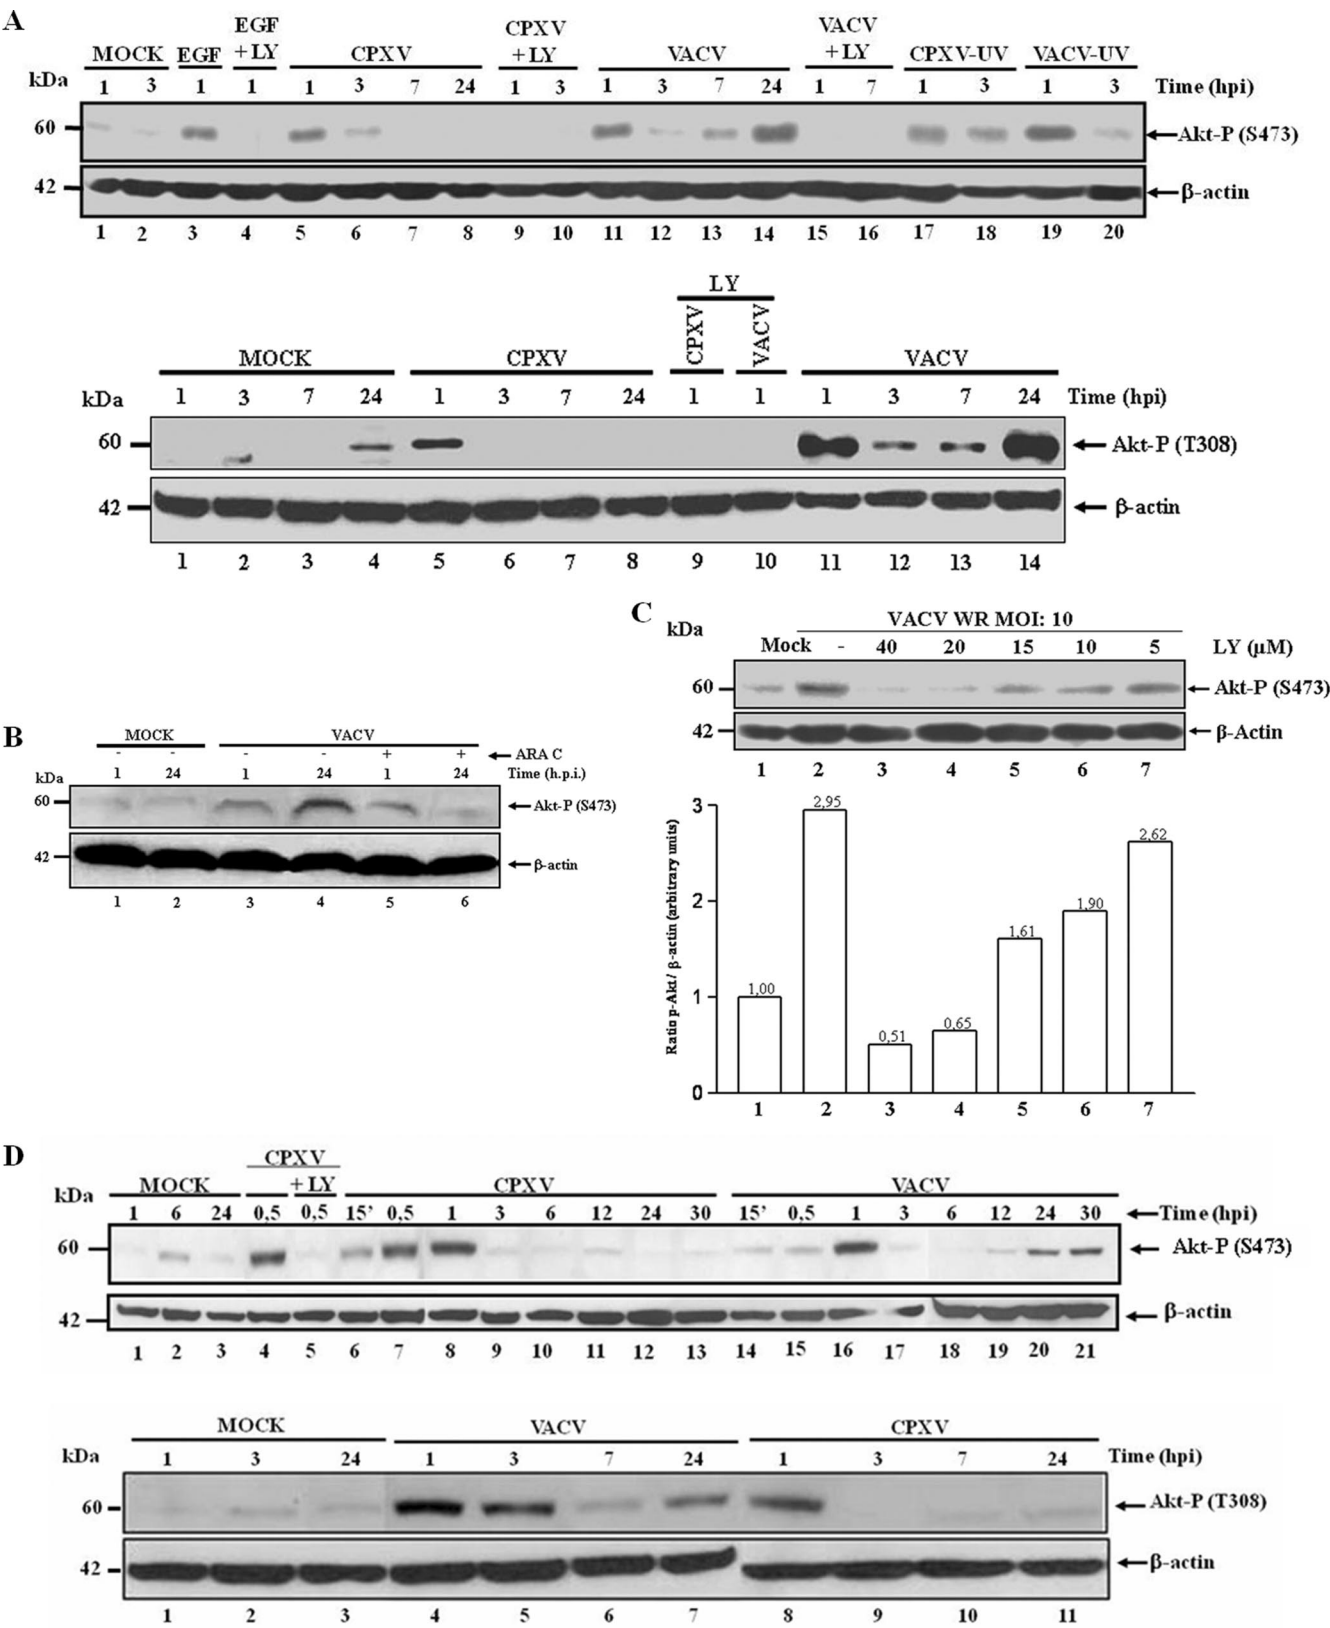 A
MOCK EGF EGF + LY CPXV CPXV + LY VACV VACV + LY CPXV-UV VACV-UV
kDa 1 3 1 1 1 3 7 24 1 3 1 3 7 24 1 7 1 3 1 3 Time (hpi)
60 Akt-P (S473)
42 β-actin
1 2 3 4 5 6 7 8 9 10 11 12 13 14 15 16 17 18 19 20
LY
MOCK CPXV CPXV VACV VACV
kDa 1 3 7 24 1 3 7 24 1 1 1 3 7 24 Time (hpi)
60 Akt-P (T308)
42 β-actin
1 2 3 4 5 6 7 8 9 10 11 12 13 14
B
MOCK VACV
- - - - + + ARA C
kDa 1 24 1 24 1 24 Time (h.p.i.)
60 Akt-P (S473)
42 β-actin
1 2 3 4 5 6
C
kDa VACV WR MOI: 10
Mock - 40 20 15 10 5 LY (µM)
60 Akt-P (S473)
42 β-Actin
1 2 3 4 5 6 7
Ratio p-Akt/ β-actin (arbitrary units)
3
2
1
0
1,00 2,95 0,51 0,65 1,61 1,90 2,62
1 2 3 4 5 6 7
D
CPXV
MOCK + LY CPXV VACV
kDa 1 6 24 0,5 0,5 15’ 0,5 1 3 6 12 24 30 15’ 0,5 1 3 6 12 24 30 Time (hpi)
60 Akt-P (S473)
42 β-actin
1 2 3 4 5 6 7 8 9 10 11 12 13 14 15 16 17 18 19 20 21
MOCK VACV CPXV
kDa 1 3 24 1 3 7 24 1 3 7 24 Time (hpi)
60 Akt-P (T308)
42 β-actin
1 2 3 4 5 6 7 8 9 10 11